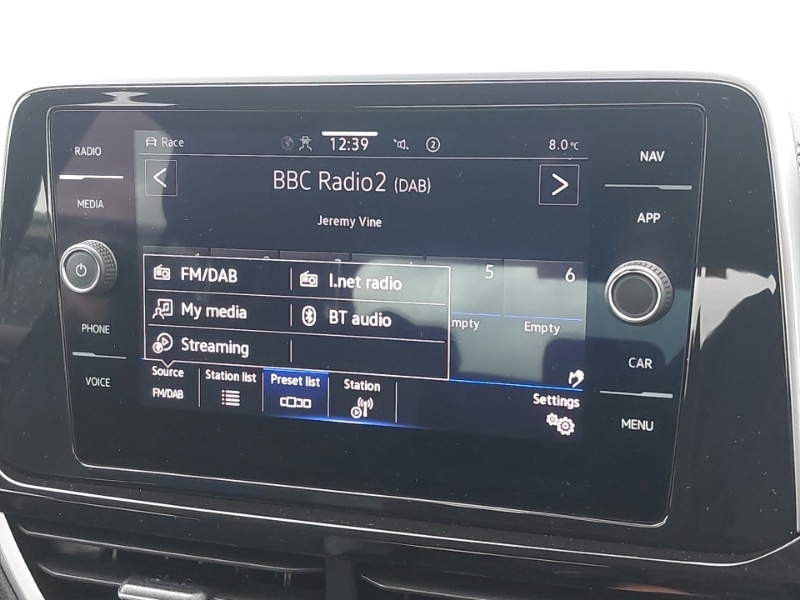 RADIO
MEDIA
PHONE
VOICE
Race
12:39
2
8.0°C
BBC Radio2 (DAB)
Jeremy Vine
5
6
FM/DAB
I.net radio
My media
BT audio
mpty
Empty
Streaming
Source
FM/DAB
Station list
Preset list
Station
Settings
NAV
APP
CAR
MENU